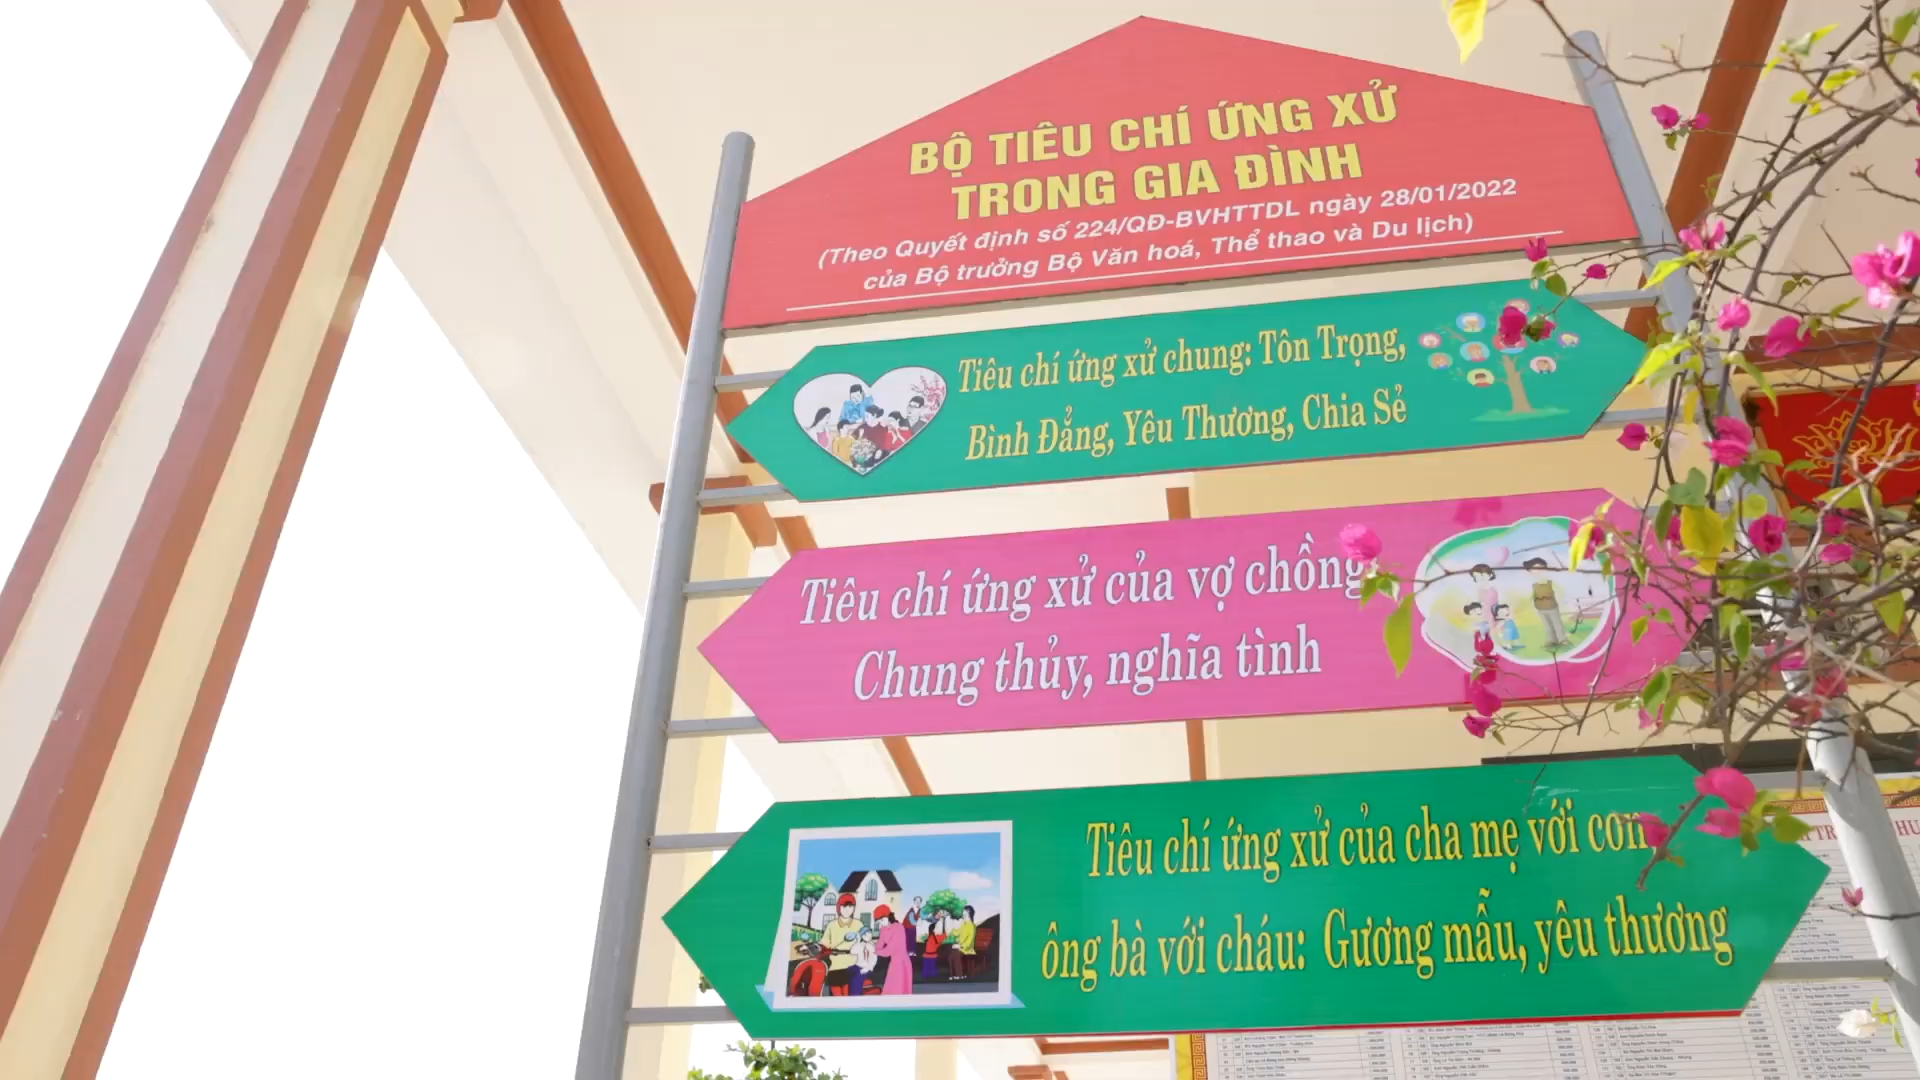 BỘ TIÊU CHÍ ỨNG XỬ
TRONG GIA ĐÌNH
(Theo Quyết định số 224/QĐ-BVHTTDL ngày 28/01/2022
của Bộ trưởng Bộ Văn hoá, Thể thao và Du lịch)
Tiêu chí ứng xử chung: Tôn Trọng,
Bình Đẳng, Yêu Thương, Chia Sẻ
Tiêu chí ứng xử của vợ chồng
Chung thủy, nghĩa tình
Tiêu chí ứng xử của cha mẹ với con
ông bà với cháu: Gương mẫu, yêu thương